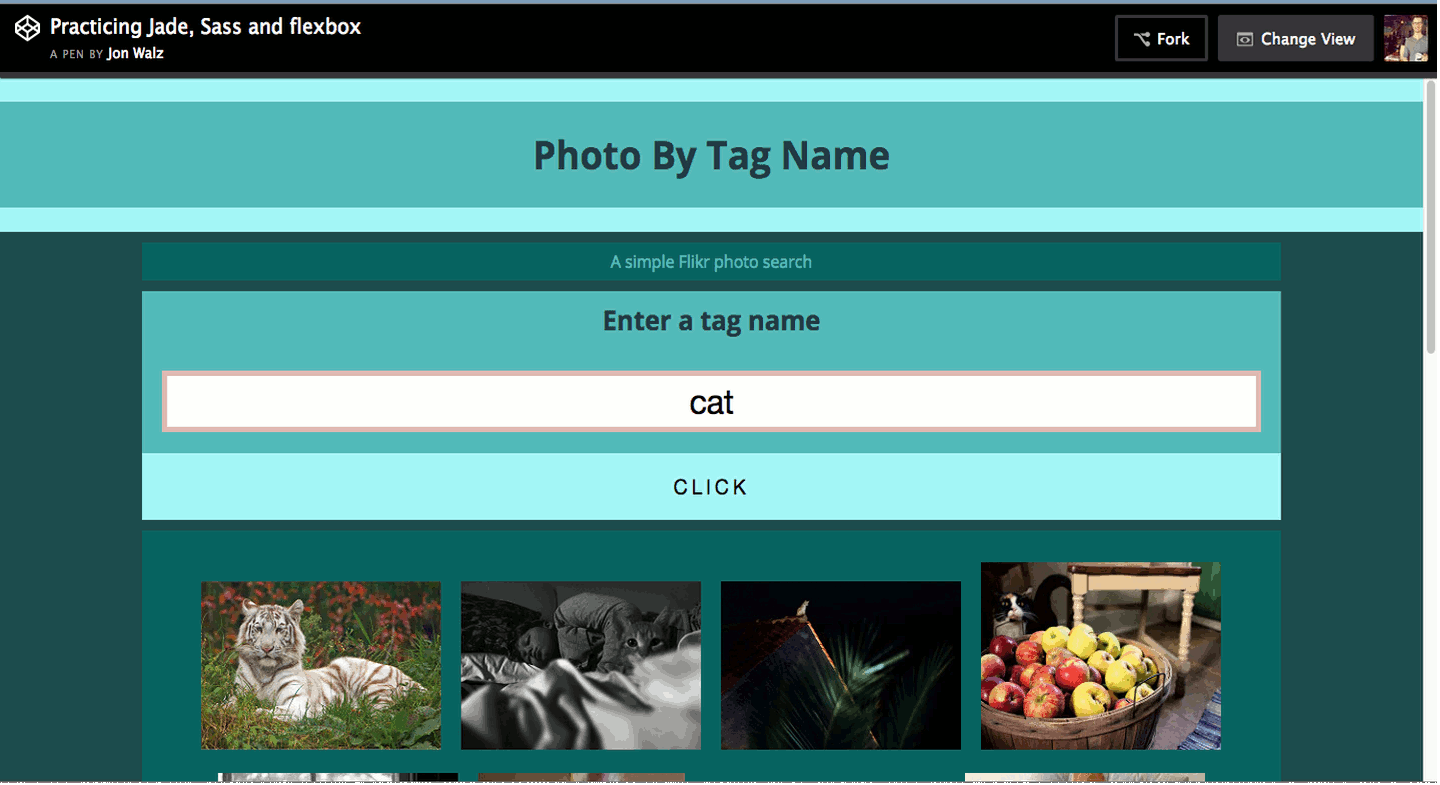 Practicing Jade, Sass and flexbox
A PEN BY Jon Walz
Fork
Change View
Photo By Tag Name
A simple Flikr photo search
Enter a tag name
cat
CLICK